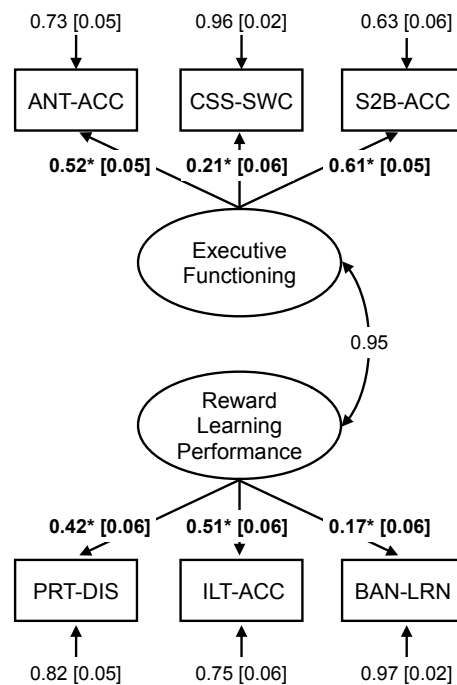 0.73 [0.05] 0.96 [0.02] 0.63 [0.06]
ANT-ACC CSS-SWC S2B-ACC
0.52* [0.05] 0.21* [0.06] 0.61* [0.05]
Executive
Functioning
0.95
Reward
Learning
Performance
0.42* [0.06] 0.51* [0.06] 0.17* [0.06]
PRT-DIS ILT-ACC BAN-LRN
0.82 [0.05] 0.75 [0.06] 0.97 [0.02]